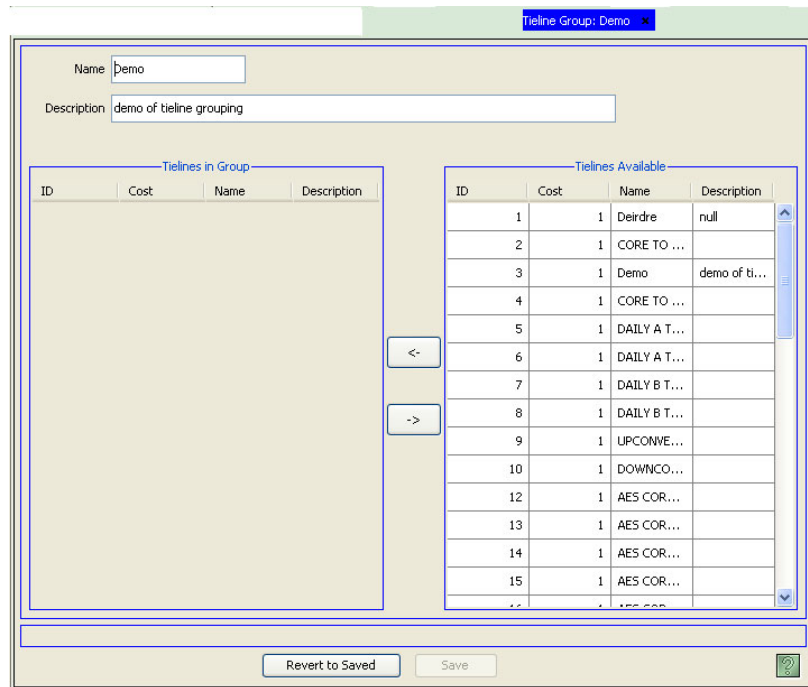 Tieline Group: Demo ×
Name Demo
Description demo of tieline grouping
Tielines in Group
ID Cost Name Description
Tielines Available
ID Cost Name Description
1 1 Deirdre null
2 1 CORE TO ...
3 1 Demo demo of ti...
4 1 CORE TO ...
5 1 DAILY A T...
6 1 DAILY A T...
7 1 DAILY B T...
8 1 DAILY B T...
9 1 UPCONVE...
10 1 DOWNCO...
12 1 AES COR...
13 1 AES COR...
14 1 AES COR...
15 1 AES COR...
<-
->
Revert to Saved Save ?